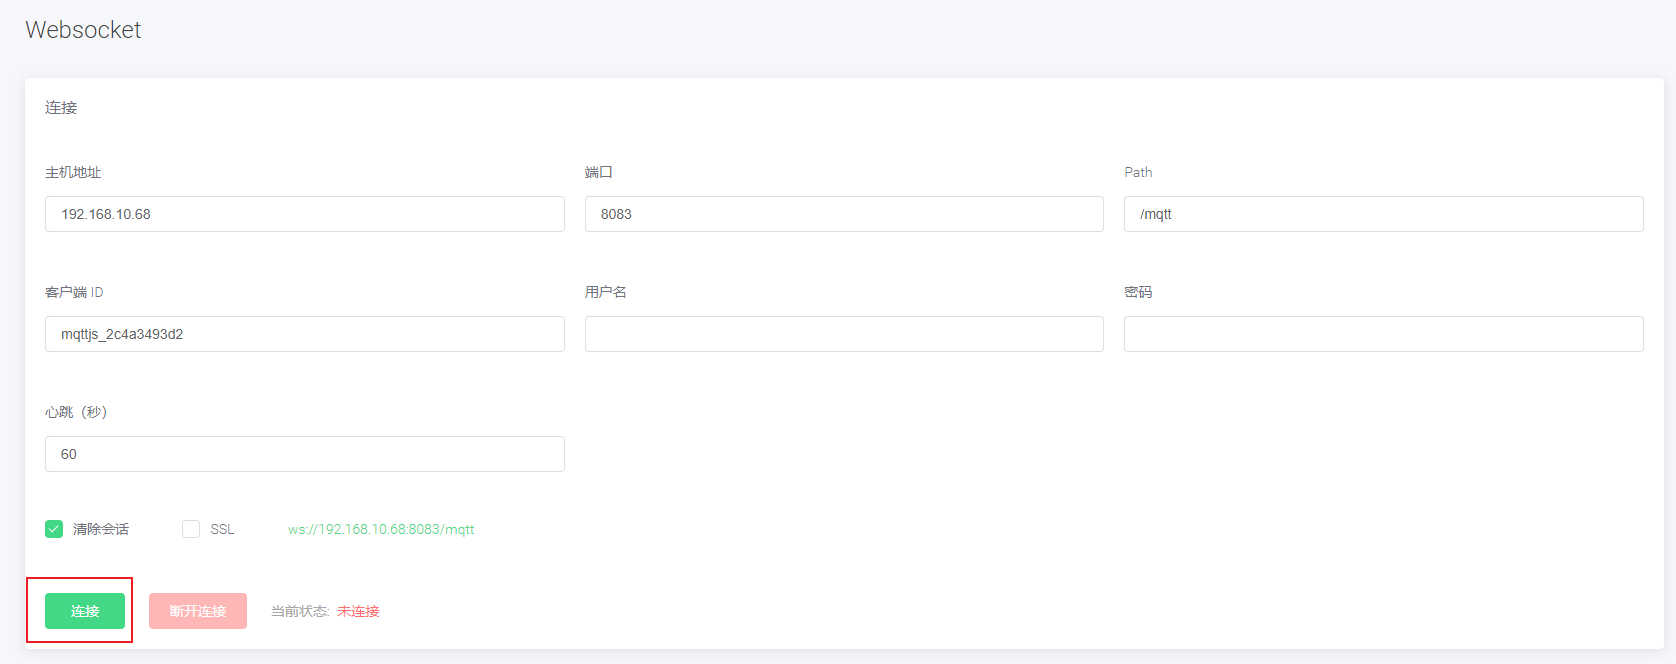 Websocket
连接
主机地址 端口 Path
192.168.10.68 8083 /mqtt
客户端 ID 用户名 密码
mqttjs_2c4a3493d2
心跳（秒）
60
清除会话 SSL ws://192.168.10.68:8083/mqtt
连接 断开连接 当前状态: 未连接